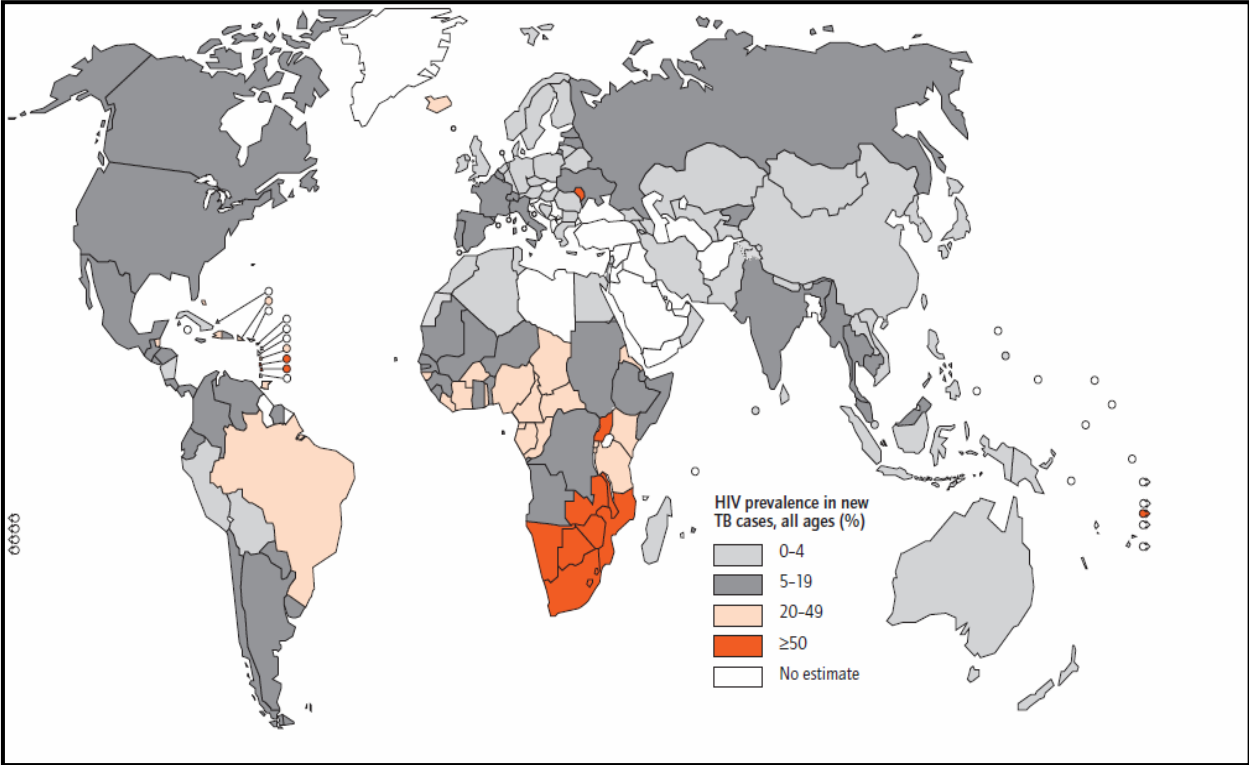 HIV prevalence in new
TB cases, all ages (%)
0–4
5–19
20–49
≥50
No estimate